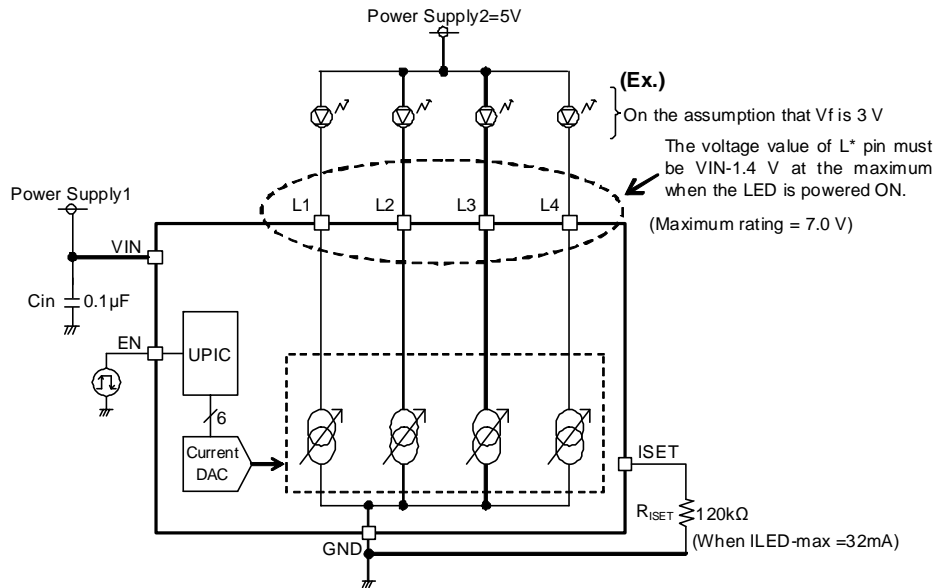 Power Supply2=5V
(Ex.)
On the assumption that Vf is 3 V
The voltage value of L* pin must
be VIN-1.4 V at the maximum
when the LED is powered ON.
(Maximum rating = 7.0 V)
Power Supply1
L1 L2 L3 L4
VIN
Cin 0.1µF
EN
UPIC
6
Current
DAC
ISET
RISET 120kΩ
(When ILED-max =32mA)
GND